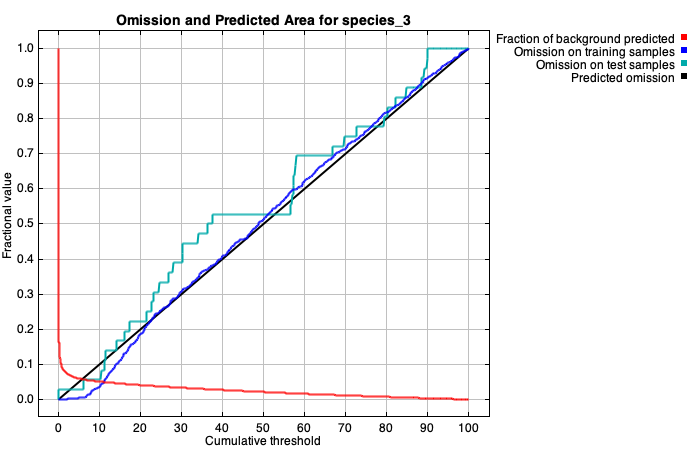 Omission and Predicted Area for species_3
Fraction of background predicted
Omission on training samples
Omission on test samples
Predicted omission
Fractional value
1.0
0.9
0.8
0.7
0.6
0.5
0.4
0.3
0.2
0.1
0.0
0 10 20 30 40 50 60 70 80 90 100
Cumulative threshold